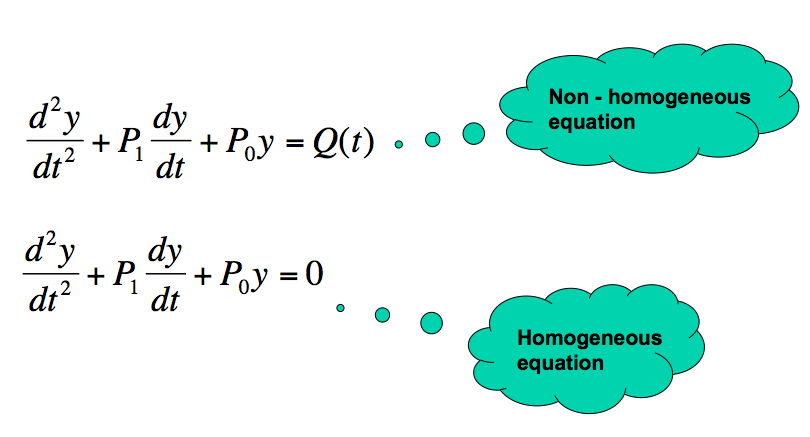 d²y/dt² + P₁ dy/dt + P₀y = Q(t)
Non - homogeneous
equation
d²y/dt² + P₁ dy/dt + P₀y = 0
Homogeneous
equation